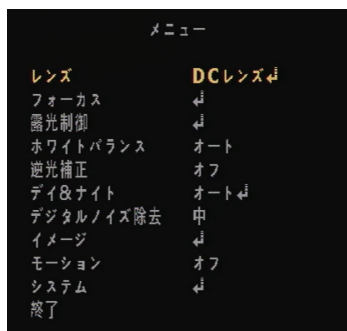 メニュー
レンズ DCレンズ↲
フォーカス ↲
露光制御 ↲
ホワイトバランス オート
逆光補正 オフ
デイ&ナイト オート↲
デジタルノイズ除去 中
イメージ ↲
モーション オフ
システム ↲
終了